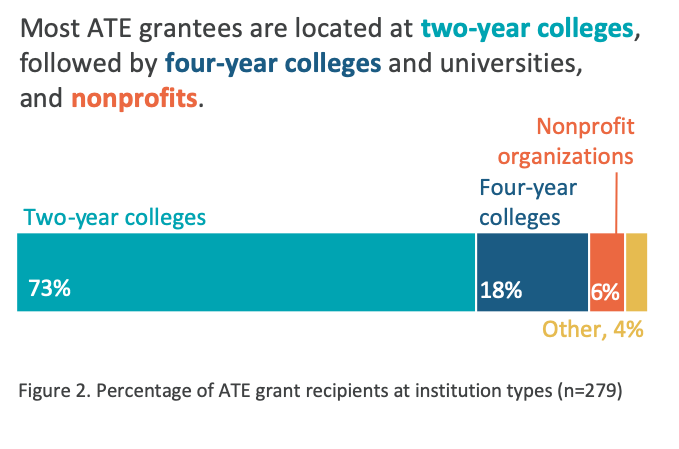 Most ATE grantees are located at two-year colleges,
followed by four-year colleges and universities,
and nonprofits.
Nonprofit
organizations
Four-year
colleges
Two-year colleges
73%
18%
6%
Other, 4%
Figure 2. Percentage of ATE grant recipients at institution types (n=279)